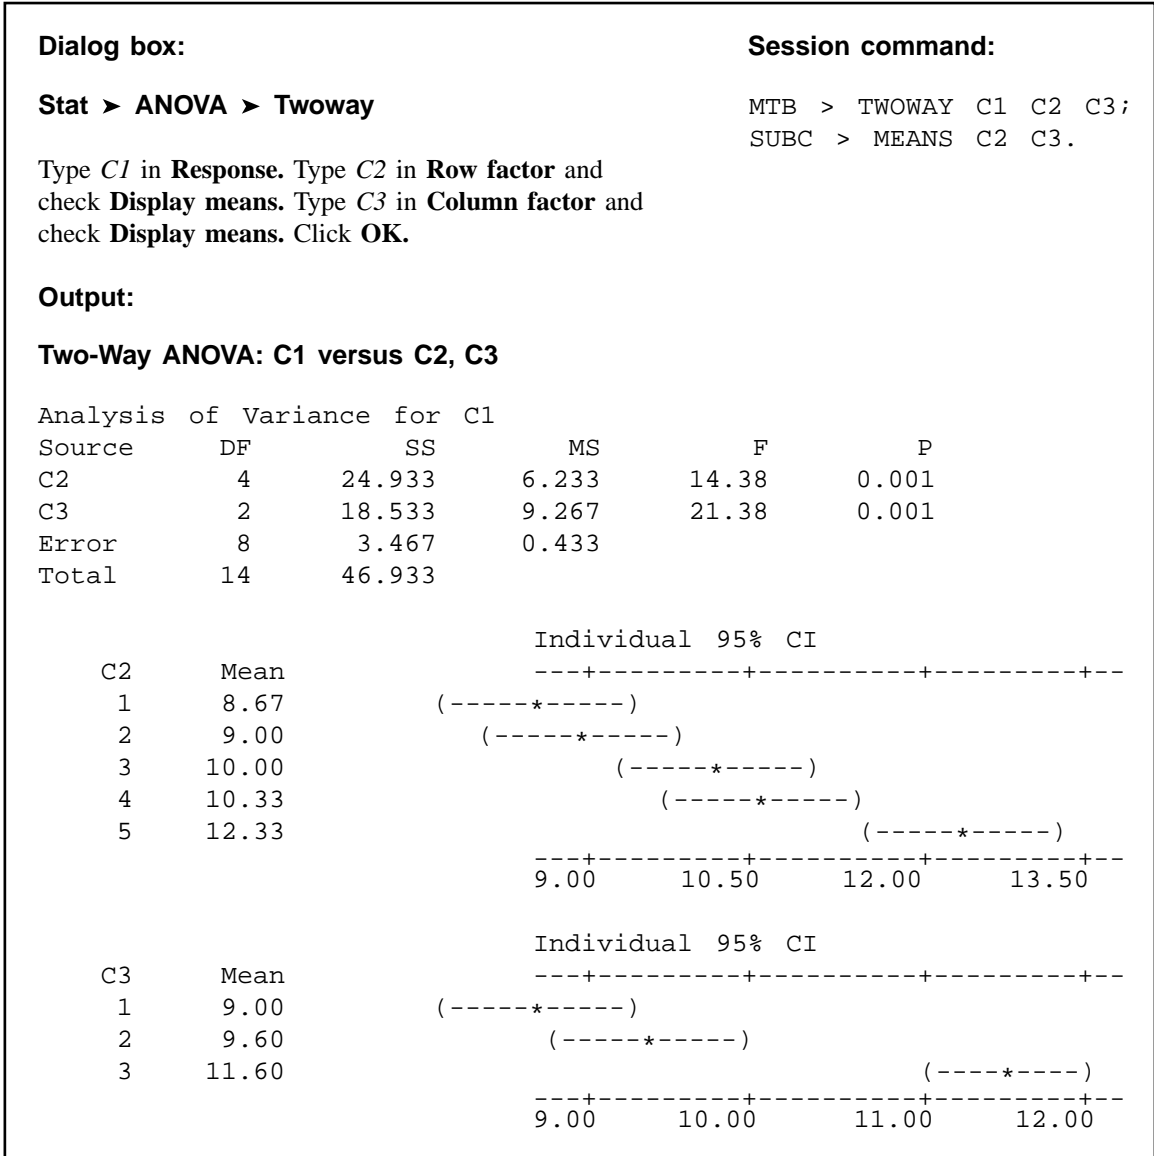 Dialog box:
Session command:
Stat ➤ ANOVA ➤ Twoway
MTB > TWOWAY C1 C2 C3;
SUBC > MEANS C2 C3.
Type C1 in Response. Type C2 in Row factor and
check Display means. Type C3 in Column factor and
check Display means. Click OK.
Output:
Two-Way ANOVA: C1 versus C2, C3
Analysis of Variance for C1
Source DF SS MS F P
C2 4 24.933 6.233 14.38 0.001
C3 2 18.533 9.267 21.38 0.001
Error 8 3.467 0.433
Total 14 46.933
Individual 95% CI
C2 Mean ---+---------+----------+---------+--
1 8.67 (-----*-----)
2 9.00 (-----*-----)
3 10.00 (-----*-----)
4 10.33 (-----*-----)
5 12.33 (-----*-----)
---+---------+----------+---------+--
9.00 10.50 12.00 13.50
Individual 95% CI
C3 Mean ---+---------+----------+---------+--
1 9.00 (-----*-----)
2 9.60 (-----*-----)
3 11.60 (----*----)
---+---------+----------+---------+--
9.00 10.00 11.00 12.00